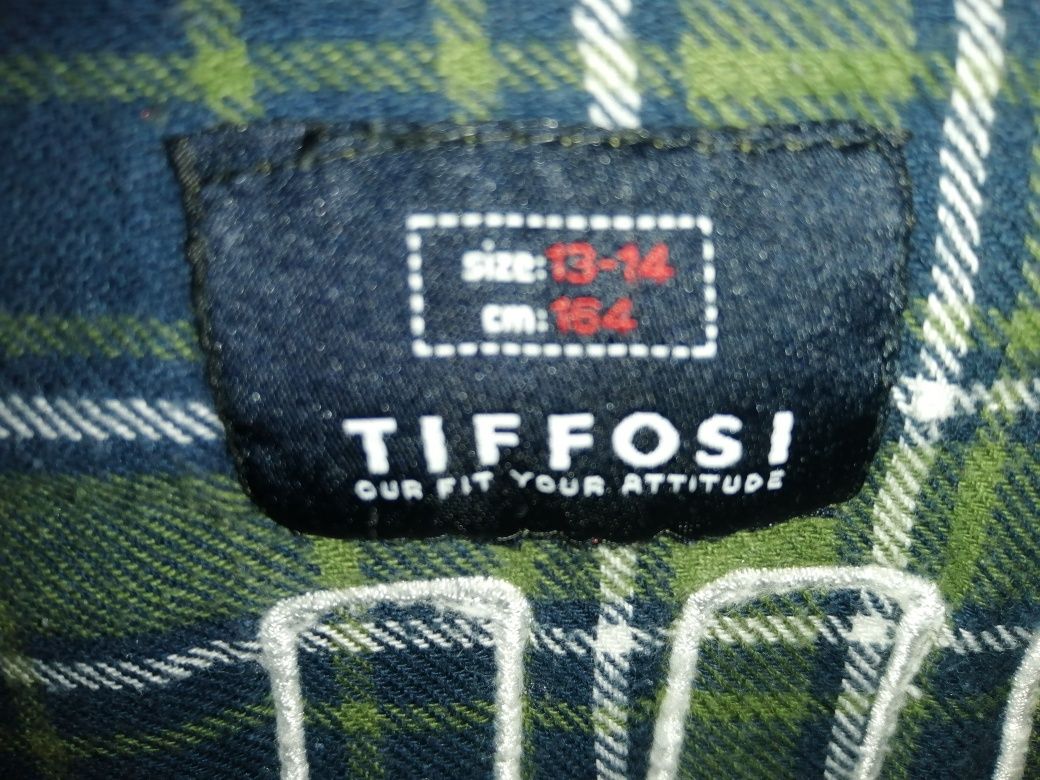 size:13-14
cm:164
TIFFOSI
OUR FIT YOUR ATTITUDE